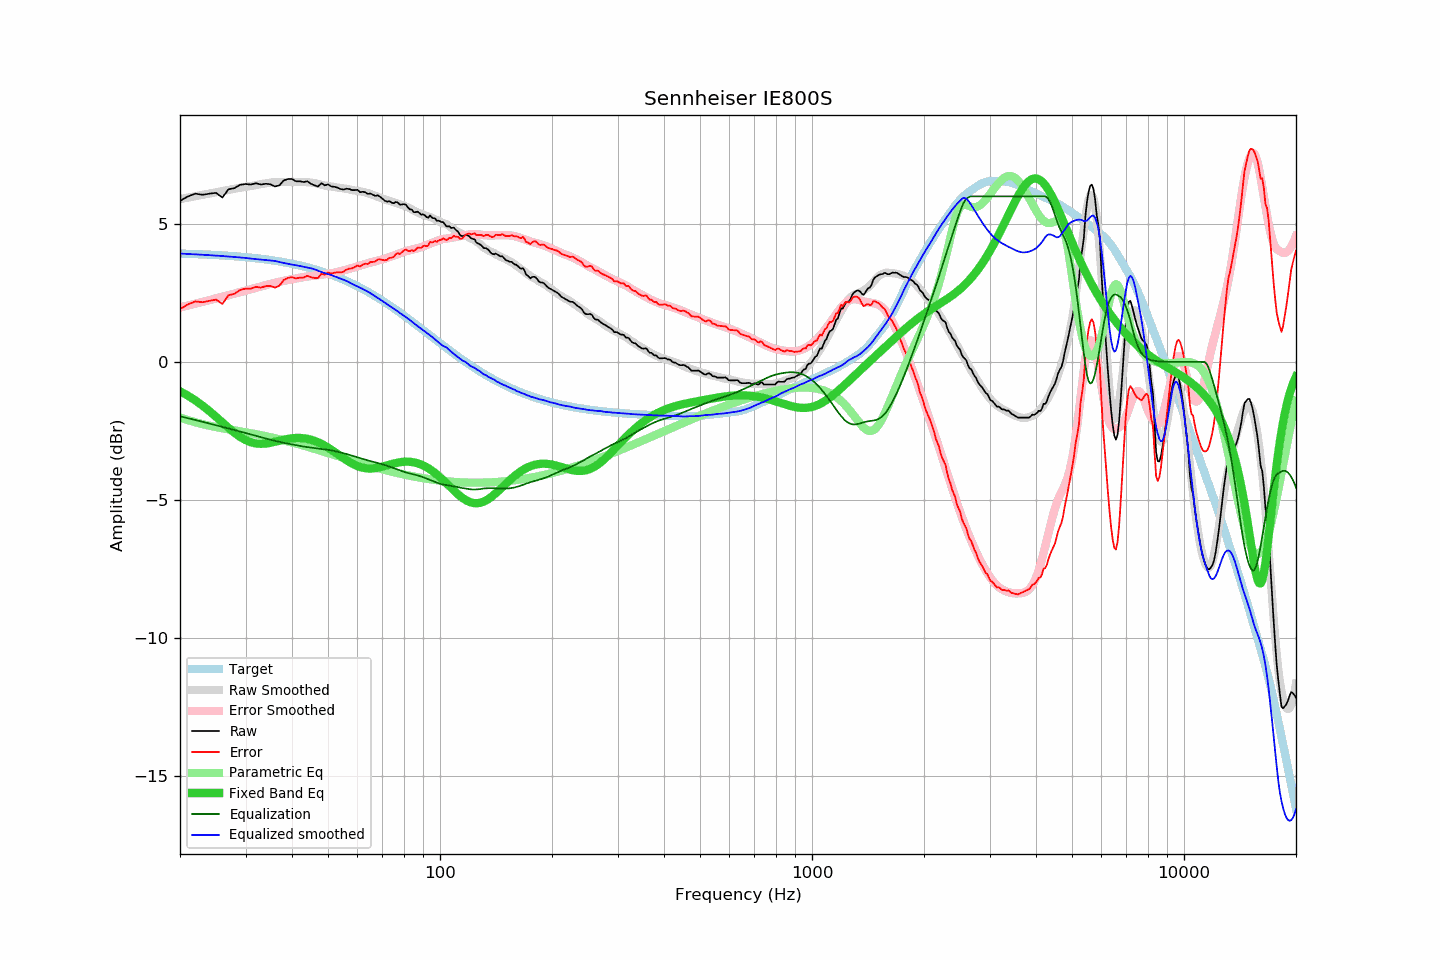 Sennheiser IE800S
Amplitude (dBr)
5
0
−5
−10
−15
Target
Raw Smoothed
Error Smoothed
Raw
Error
Parametric Eq
Fixed Band Eq
Equalization
Equalized smoothed
100
1000
10000
Frequency (Hz)